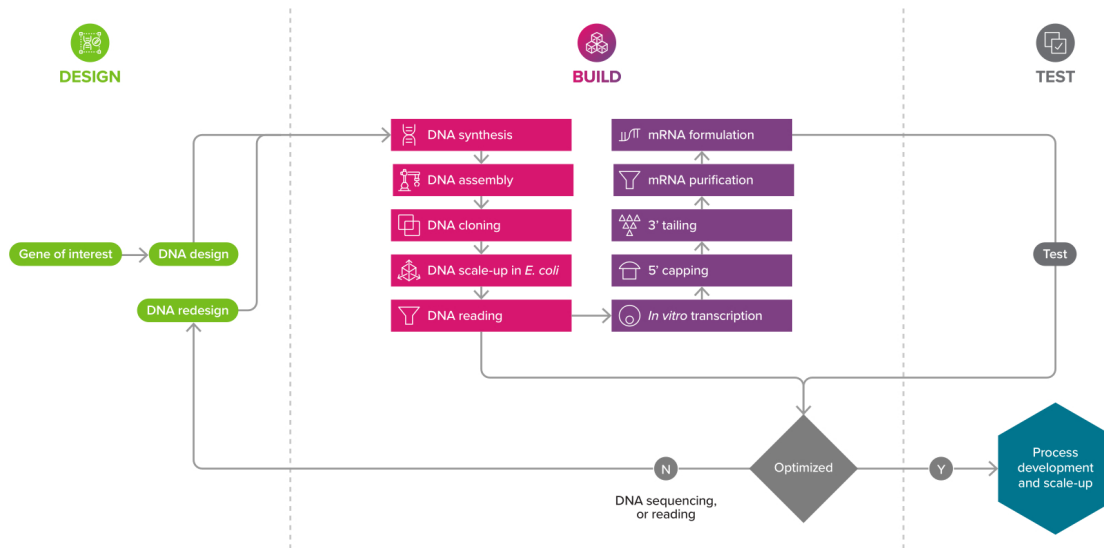 DESIGN
BUILD
TEST
DNA synthesis
DNA assembly
DNA cloning
DNA scale-up in E. coli
DNA reading
mRNA formulation
mRNA purification
3’ tailing
5’ capping
In vitro transcription
Gene of interest
DNA design
DNA redesign
Test
Optimized
N
DNA sequencing,
or reading
Y
Process
development
and scale-up